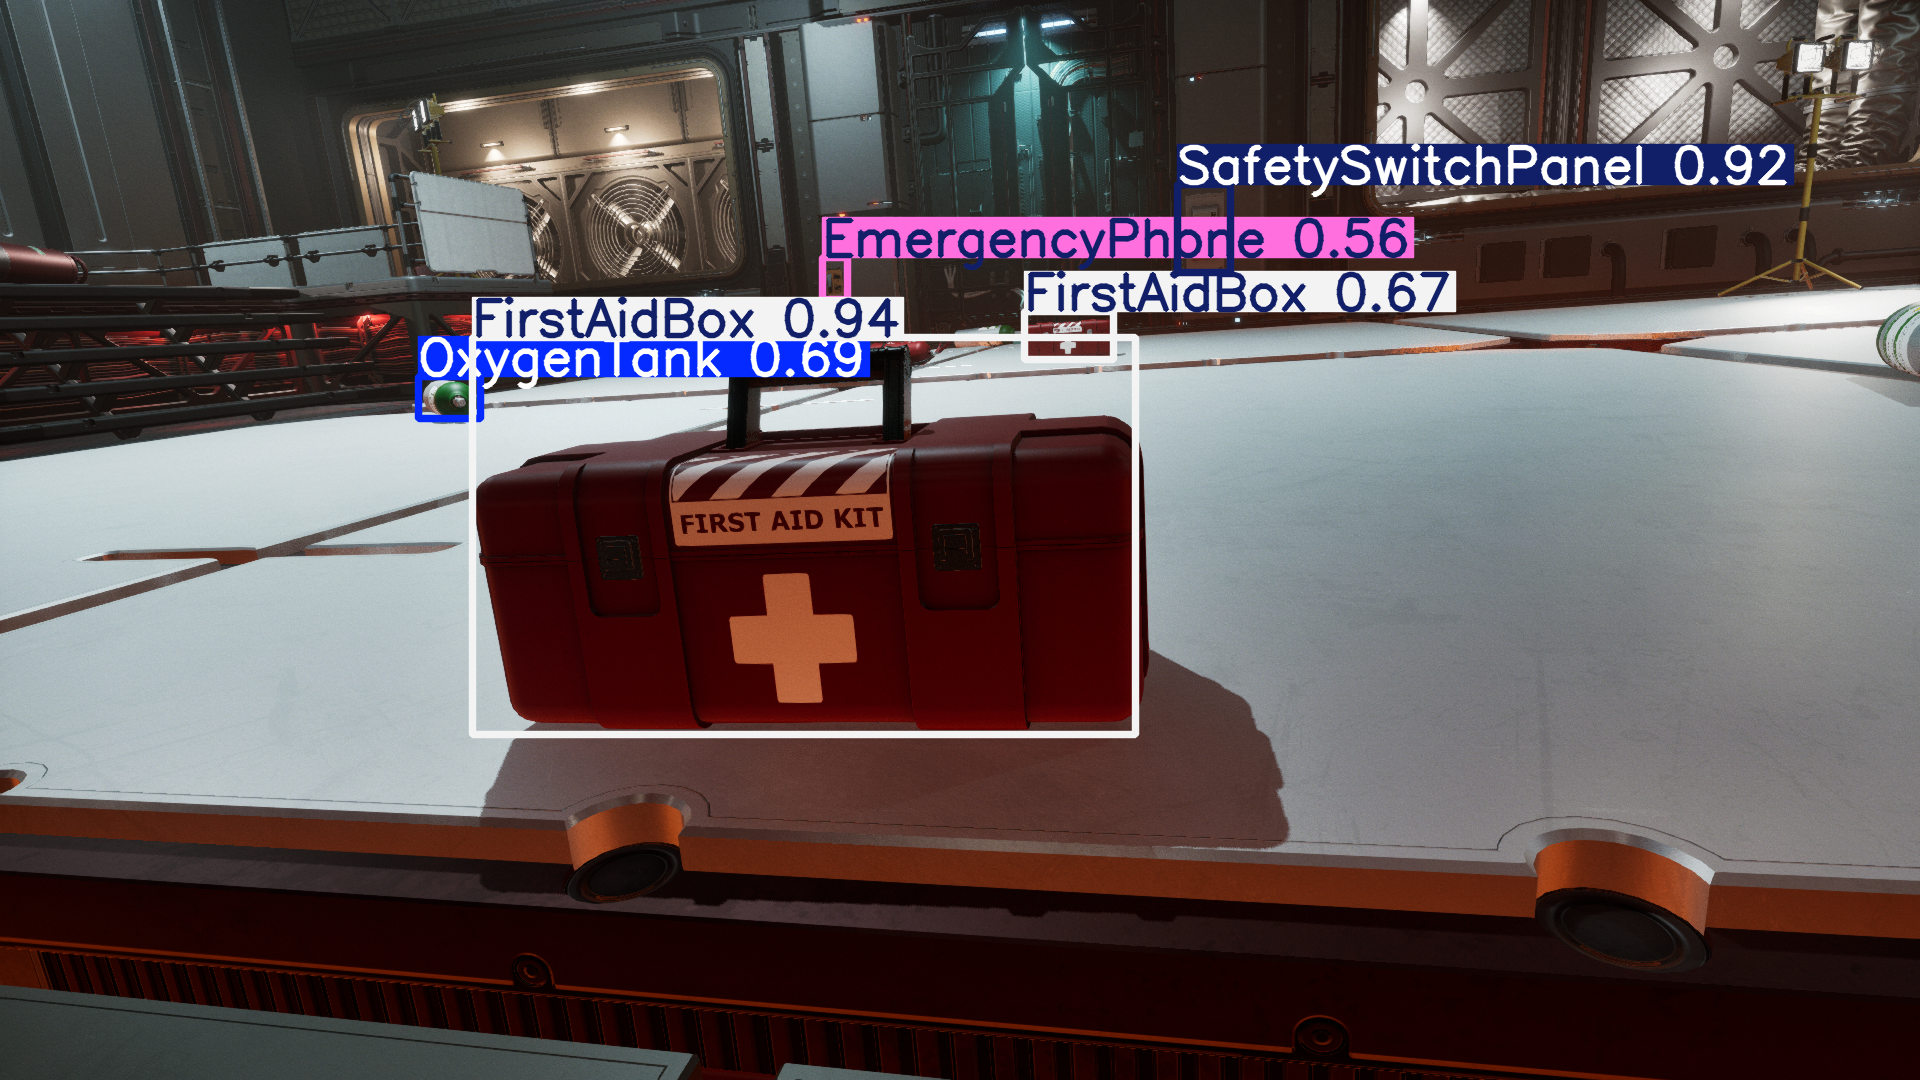 SafetySwitchPanel 0.92
EmergencyPhone 0.56
FirstAidBox 0.67
FirstAidBox 0.94
OxygenTank 0.69
FIRST AID KIT